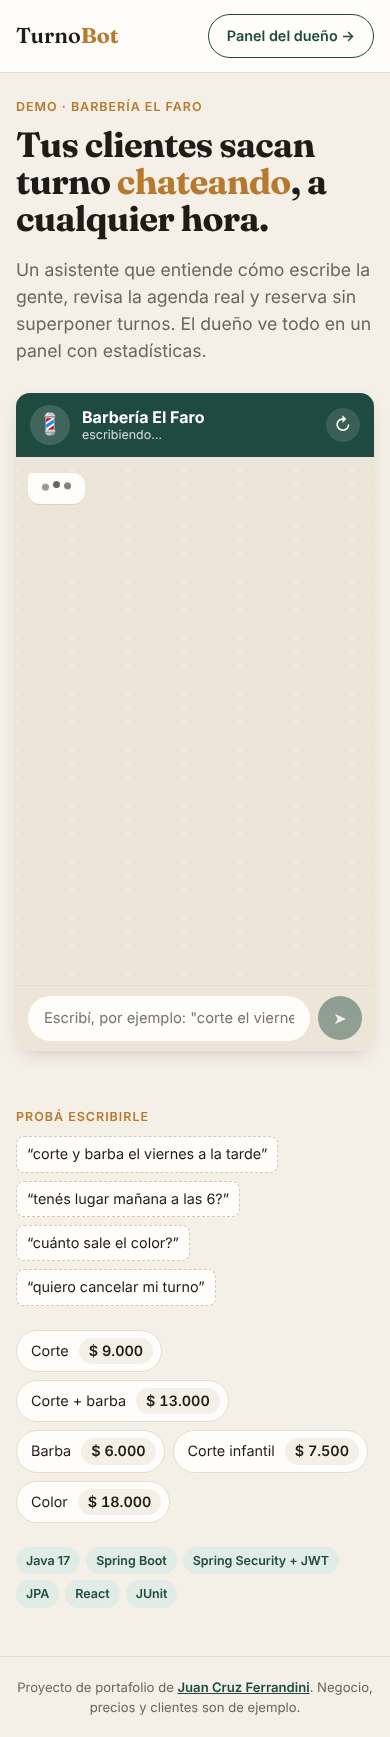 TurnoBot
Panel del dueño →
DEMO · BARBERÍA EL FARO
Tus clientes sacan
turno chateando, a
cualquier hora.
Un asistente que entiende cómo escribe la
gente, revisa la agenda real y reserva sin
superponer turnos. El dueño ve todo en un
panel con estadísticas.
Barbería El Faro
escribiendo...
Escribí, por ejemplo: "corte el vierne
PROBÁ ESCRIBIRLE
“corte y barba el viernes a la tarde”
“tenés lugar mañana a las 6?”
“cuánto sale el color?”
“quiero cancelar mi turno”
Corte $ 9.000
Corte + barba $ 13.000
Barba $ 6.000 Corte infantil $ 7.500
Color $ 18.000
Java 17 Spring Boot Spring Security + JWT
JPA React JUnit
Proyecto de portafolio de Juan Cruz Ferrandini. Negocio,
precios y clientes son de ejemplo.